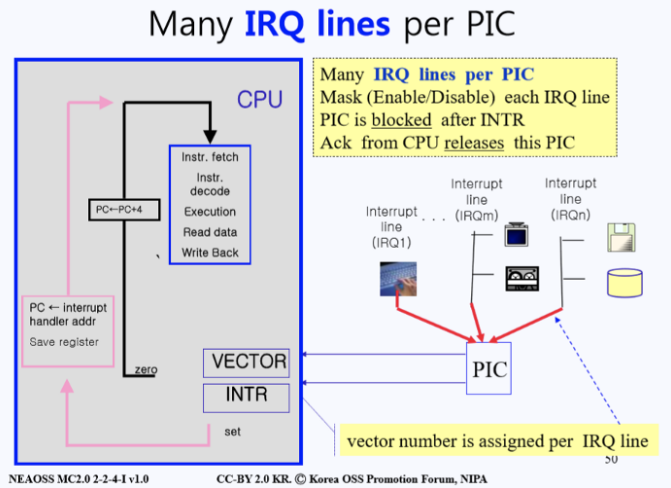 Many IRQ lines per PIC
CPU
Instr. fetch
Instr.
decode
Execution
Read data
Write Back
PC←PC+4
PC ← interrupt
handler addr
Save register
zero
VECTOR
INTR
set
Many IRQ lines per PIC
Mask (Enable/Disable) each IRQ line
PIC is blocked after INTR
Ack from CPU releases this PIC
Interrupt
line
(IRQ1)
. . .
Interrupt
line
(IRQm)
Interrupt
line
(IRQn)
PIC
vector number is assigned per IRQ line
50
NEAOSS MC2.0 2-2-4-I v1.0
CC-BY 2.0 KR. Ⓒ Korea OSS Promotion Forum, NIPA